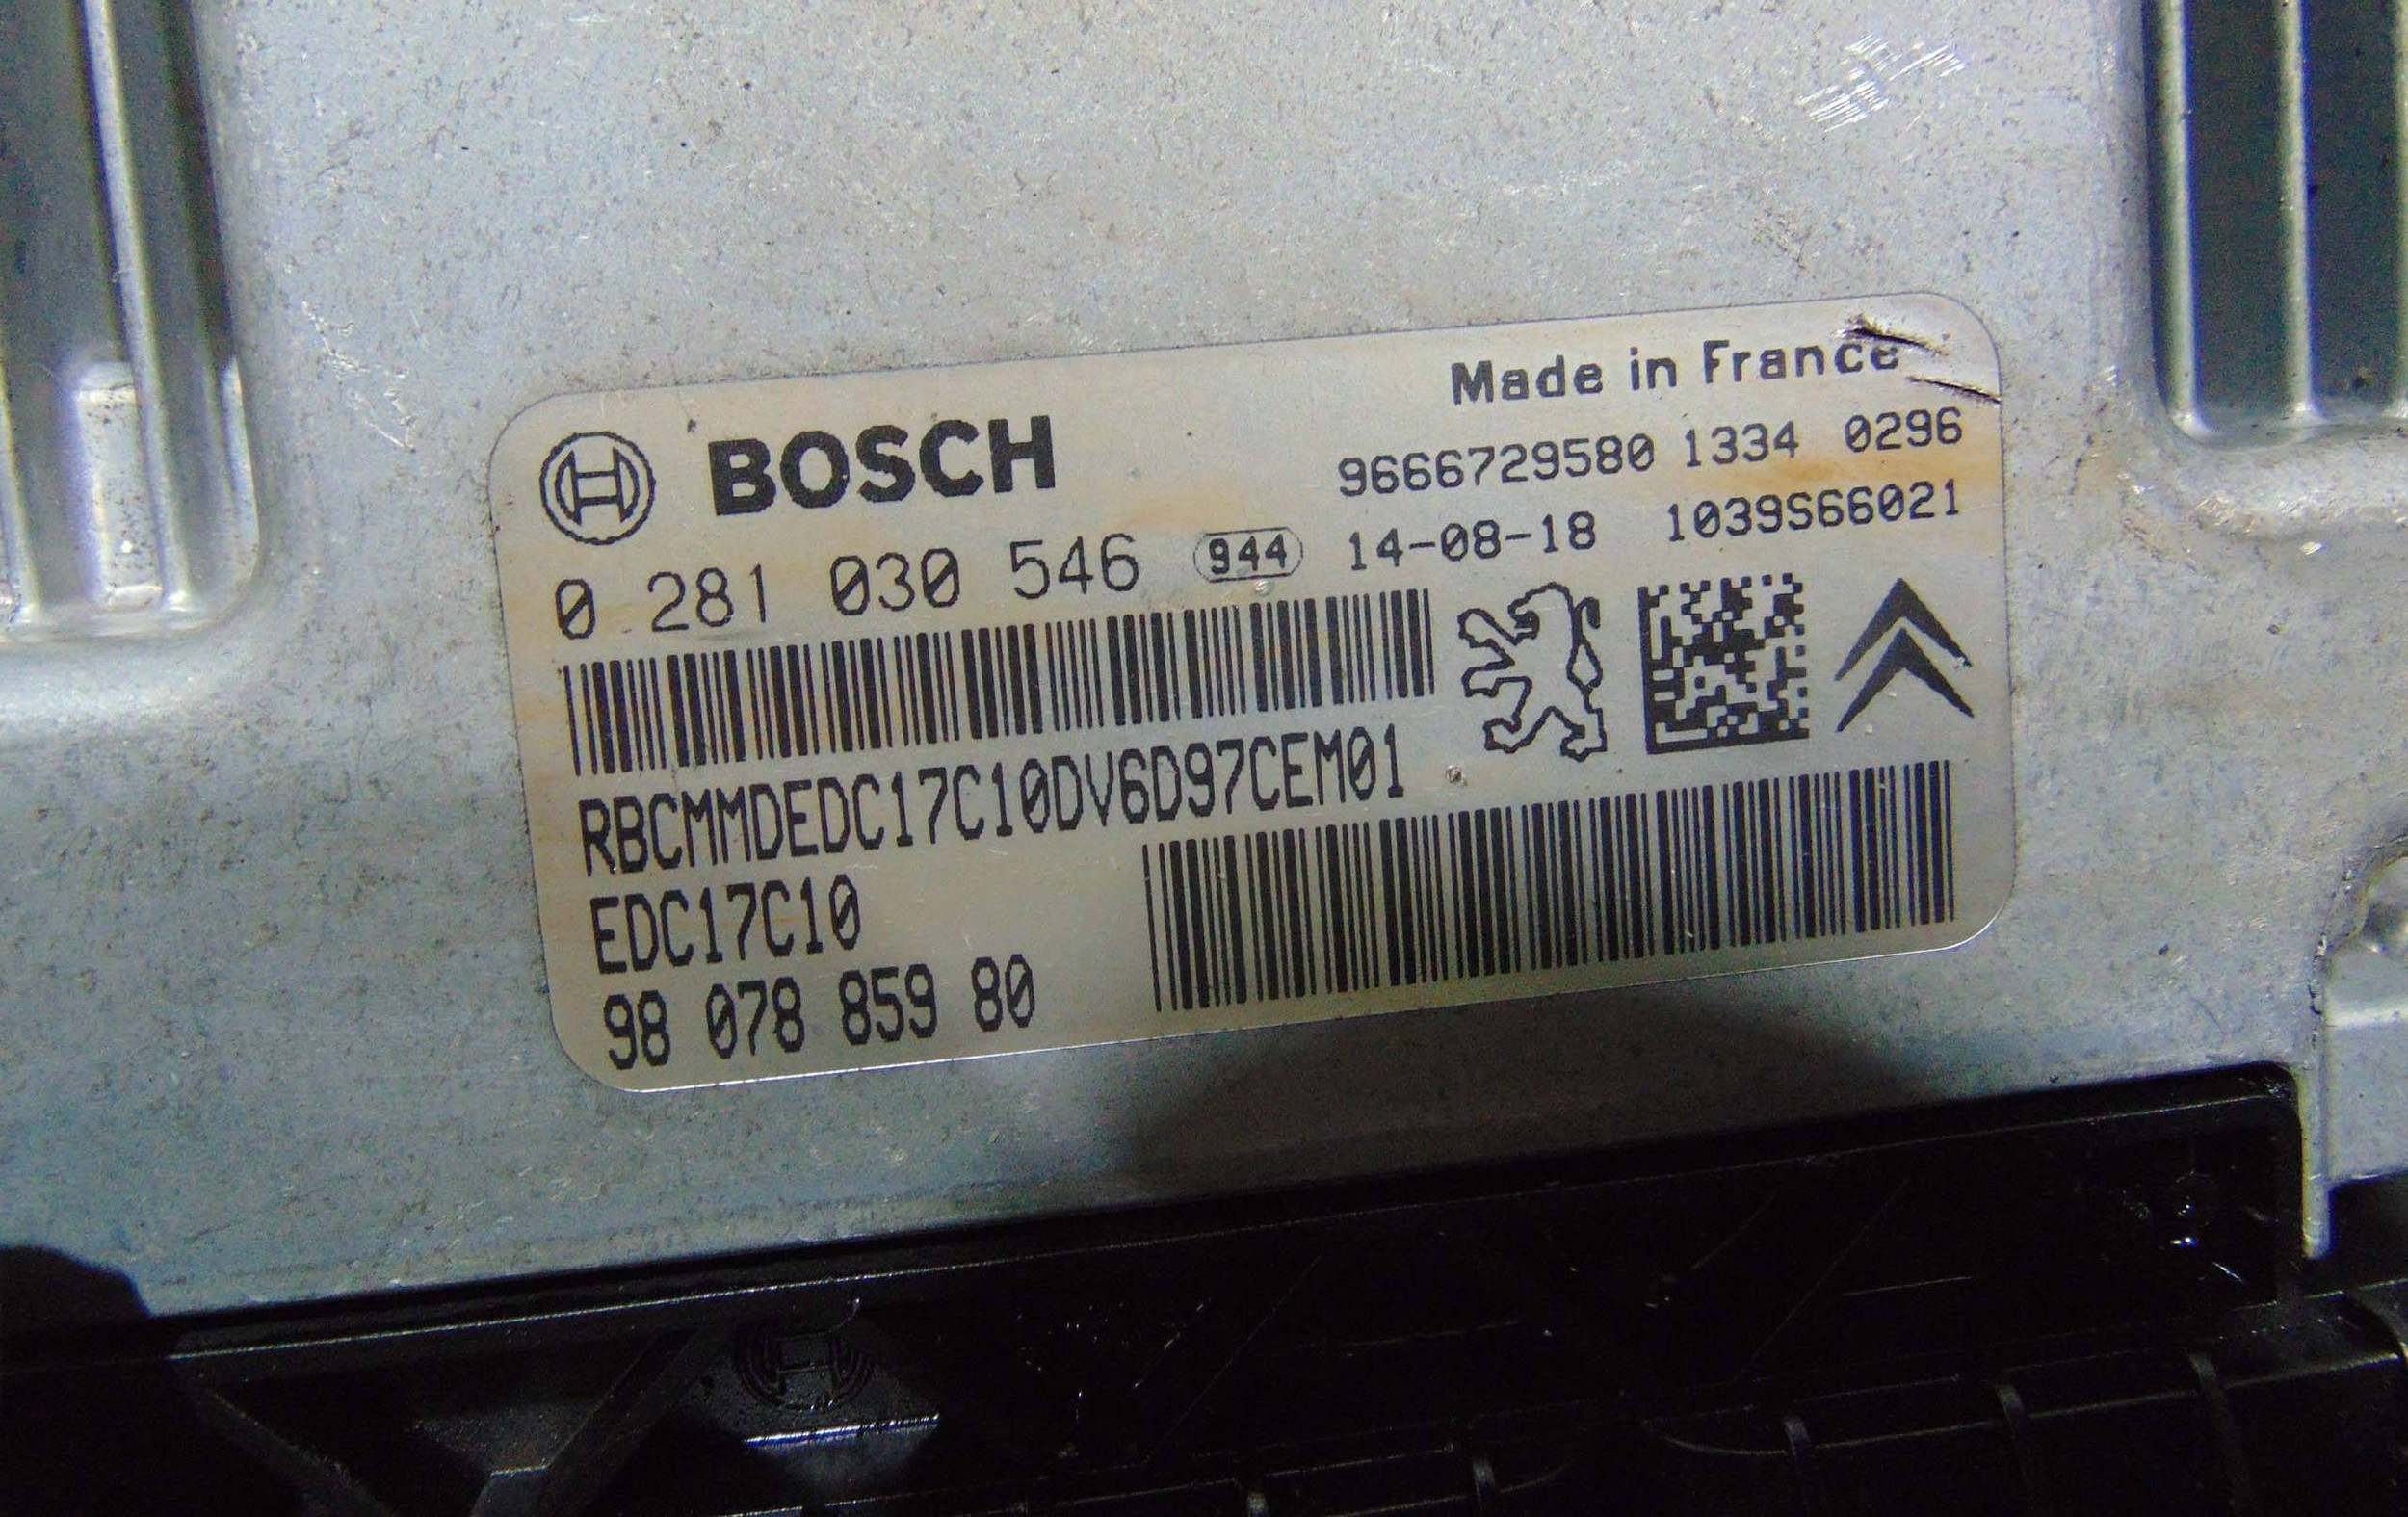 Made in France
BOSCH
9666729580 1334 0296
0 281 030 546 944 14-08-18 1039S66021
RBCMMDEDC17C10DV6D97CEM01
EDC17C10
98 078 859 80